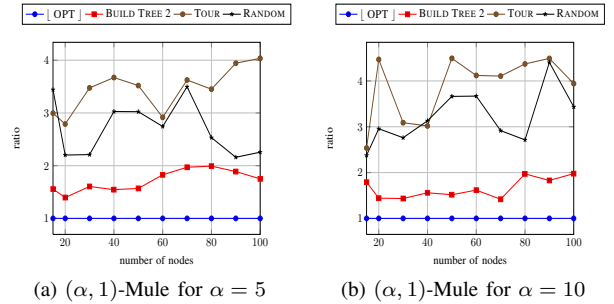 ⌊ OPT ⌋ BUILD TREE 2 TOUR RANDOM
4
3
2
1
ratio
20 40 60 80 100
number of nodes
(a) (α, 1)-Mule for α = 5
⌊ OPT ⌋ BUILD TREE 2 TOUR RANDOM
4
3
2
1
ratio
20 40 60 80 100
number of nodes
(b) (α, 1)-Mule for α = 10